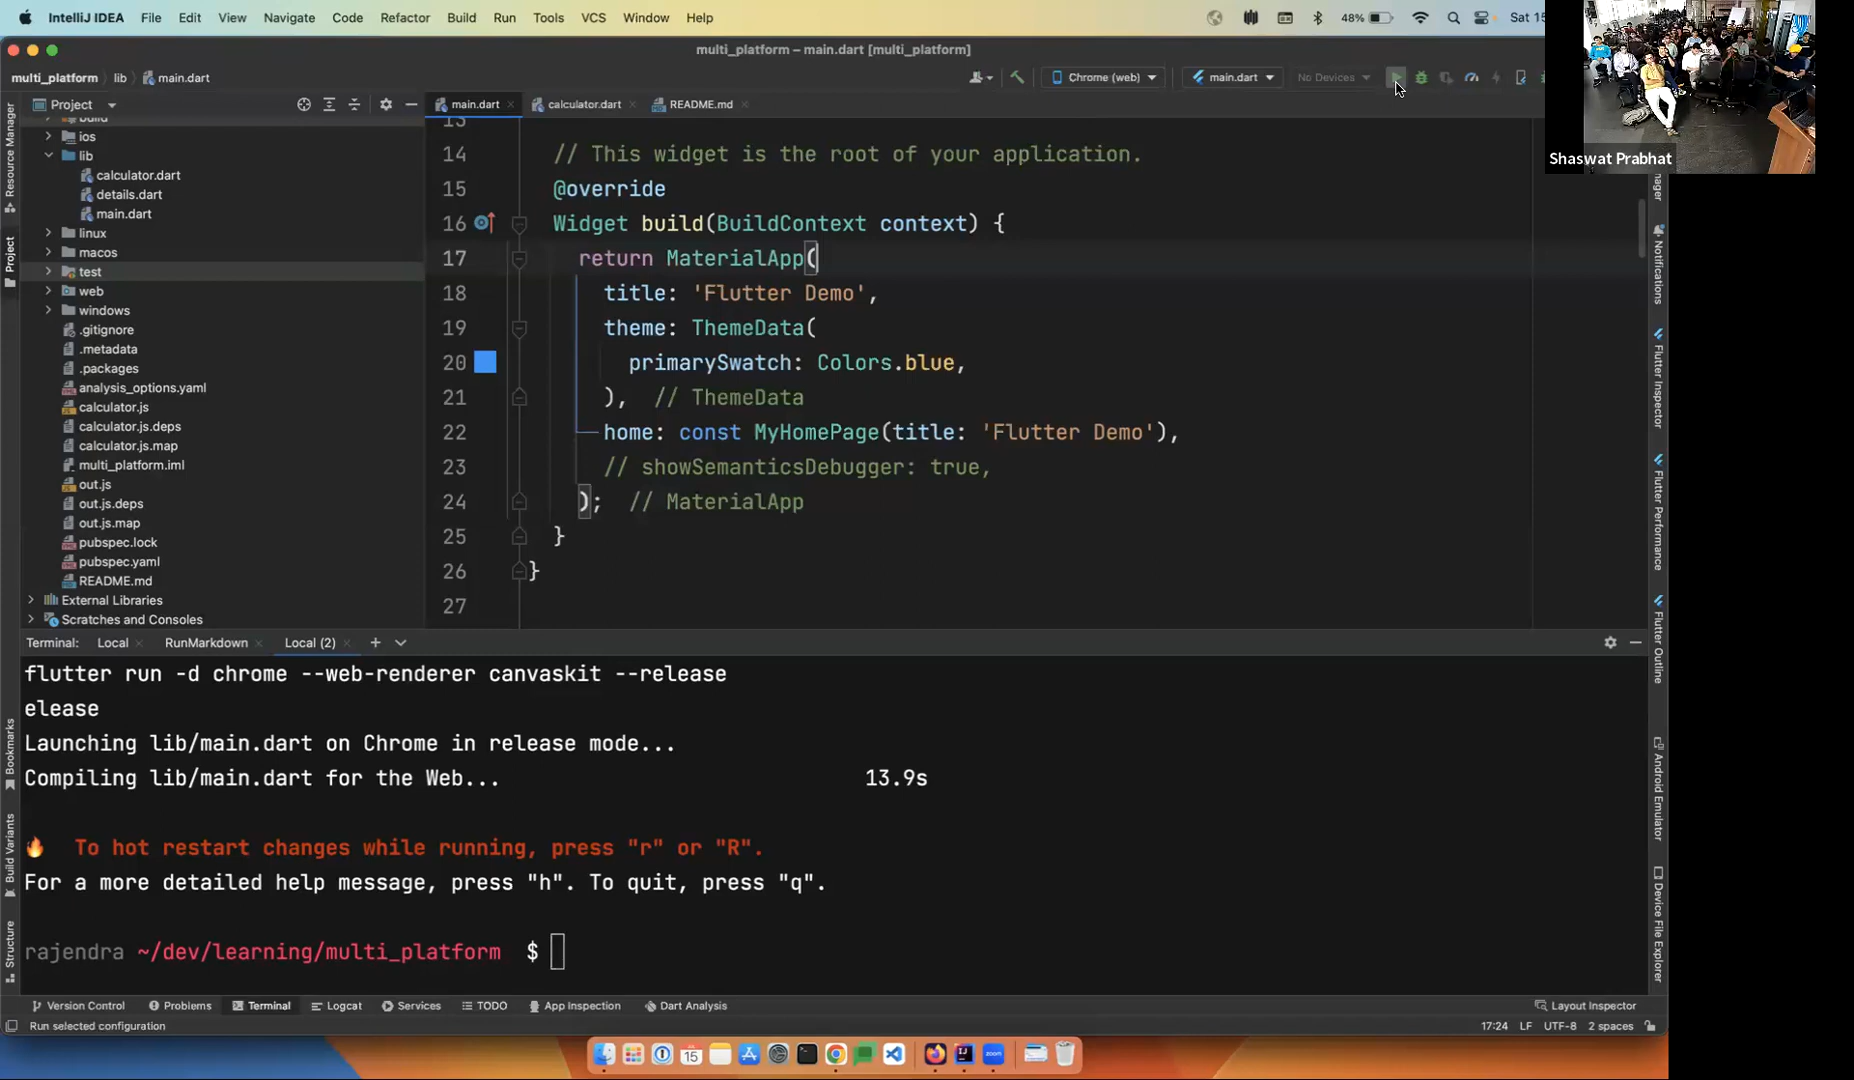 IntelliJ IDEA File Edit View Navigate Code Refactor Build Run Tools VCS Window Help 48% Sat 15
multi_platform – main.dart [multi_platform]
multi_platform lib main.dart Chrome (web) main.dart No Devices
Project main.dart calculator.dart README.md
build
ios
lib
calculator.dart
details.dart
main.dart
linux
macos
test
web
windows
.gitignore
.metadata
.packages
analysis_options.yaml
calculator.js
calculator.js.deps
calculator.js.map
multi_platform.iml
out.js
out.js.deps
out.js.map
pubspec.lock
pubspec.yaml
README.md
External Libraries
Scratches and Consoles
13
14 // This widget is the root of your application.
15 @override
16 Widget build(BuildContext context) {
17 return MaterialApp(
18 title: 'Flutter Demo',
19 theme: ThemeData(
20 primarySwatch: Colors.blue,
21 ), // ThemeData
22 home: const MyHomePage(title: 'Flutter Demo'),
23 // showSemanticsDebugger: true,
24 ); // MaterialApp
25 }
26 }
27
Shaswat Prabhat
Resource Manager
Project
Bookmarks
Build Variants
Structure
Notifications
Flutter Inspector
Flutter Performance
Flutter Outline
Android Emulator
Device File Explorer
Terminal: Local RunMarkdown Local (2)
flutter run -d chrome --web-renderer canvaskit --release
elease
Launching lib/main.dart on Chrome in release mode...
Compiling lib/main.dart for the Web... 13.9s
To hot restart changes while running, press "r" or "R".
For a more detailed help message, press "h". To quit, press "q".
rajendra ~/dev/learning/multi_platform $
Version Control Problems Terminal Logcat Services TODO App Inspection Dart Analysis Layout Inspector
Run selected configuration 17:24 LF UTF-8 2 spaces
15
zoom